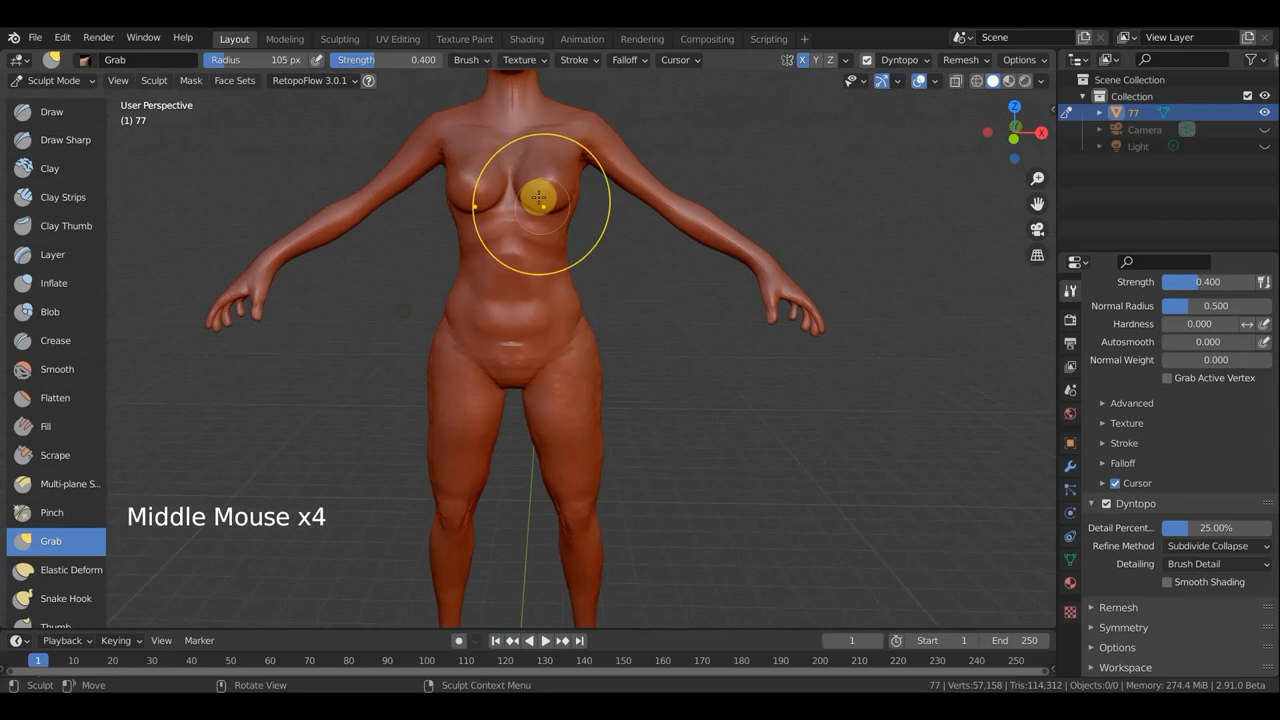 File Edit Render Window Help Layout Modeling Sculpting UV Editing Texture Paint Shading Animation Rendering Compositing Scripting + Scene View Layer
Grab Radius 105 px Strength 0.400 Brush Texture Stroke Falloff Cursor X Y Z Dyntopo Remesh Options
Sculpt Mode View Sculpt Mask Face Sets RetopoFlow 3.0.1 ?
Scene Collection
Collection
77
Camera
Light
User Perspective
(1) 77
Z
X
Y
Draw
Draw Sharp
Clay
Clay Strips
Clay Thumb
Layer
Inflate
Blob
Crease
Smooth
Flatten
Fill
Scrape
Multi-plane S...
Pinch
Grab
Elastic Deform
Snake Hook
Thumb
Middle Mouse x4
Strength 0.400
Normal Radius 0.500
Hardness 0.000
Autosmooth 0.000
Normal Weight 0.000
Grab Active Vertex
Advanced
Texture
Stroke
Falloff
Cursor
Dyntopo
Detail Percent... 25.00%
Refine Method Subdivide Collapse
Detailing Brush Detail
Smooth Shading
Remesh
Symmetry
Options
Workspace
Playback Keying View Marker 1 Start 1 End 250
1 10 20 30 40 50 60 70 80 90 100 110 120 130 140 150 160 170 180 190 200 210 220 230 240 250
Sculpt Move Rotate View Sculpt Context Menu 77 | Verts:57,158 | Tris:114,312 | Objects:0/0 | Memory: 274.4 MiB | 2.91.0 Beta